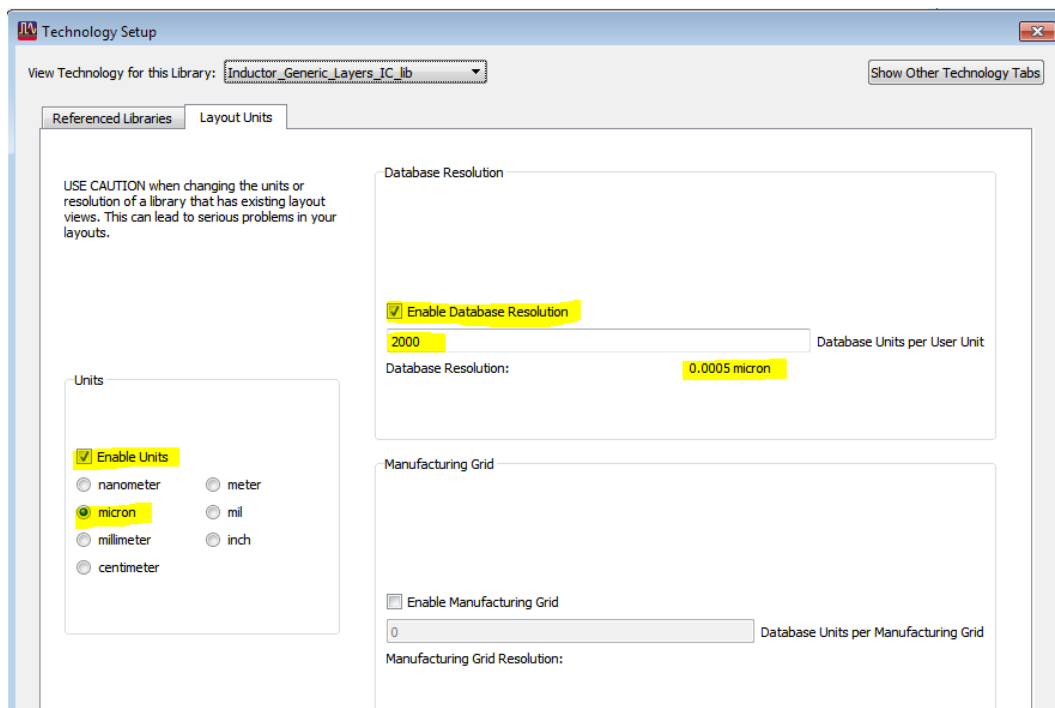 Technology Setup
View Technology for this Library: Inductor_Generic_Layers_IC_lib
Show Other Technology Tabs
Referenced Libraries
Layout Units
USE CAUTION when changing the units or
resolution of a library that has existing layout
views. This can lead to serious problems in your
layouts.
Units
Enable Units
nanometer
meter
micron
mil
millimeter
inch
centimeter
Database Resolution
Enable Database Resolution
2000 Database Units per User Unit
Database Resolution: 0.0005 micron
Manufacturing Grid
Enable Manufacturing Grid
0 Database Units per Manufacturing Grid
Manufacturing Grid Resolution: